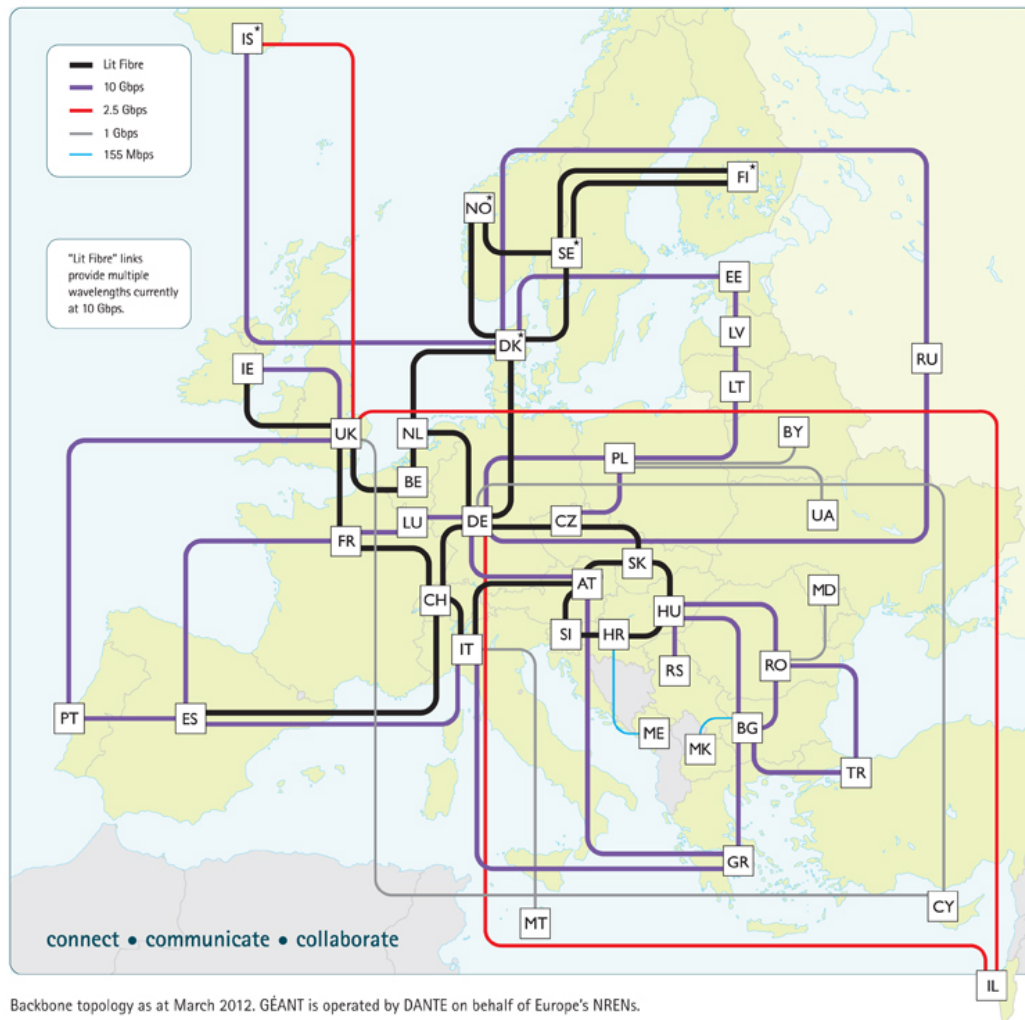 IS*
Lit Fibre
10 Gbps
2.5 Gbps
1 Gbps
155 Mbps
FI*
NO*
"Lit Fibre" links
provide multiple
wavelengths currently
at 10 Gbps.
SE*
EE
LV
DK*
RU
IE
LT
UK
NL
BY
PL
BE
LU
DE
CZ
UA
FR
SK
AT
MD
CH
HU
SI
HR
IT
RO
RS
PT
ES
ME
MK
BG
TR
GR
CY
MT
connect • communicate • collaborate
IL
Backbone topology as at March 2012. GÉANT is operated by DANTE on behalf of Europe's NRENs.